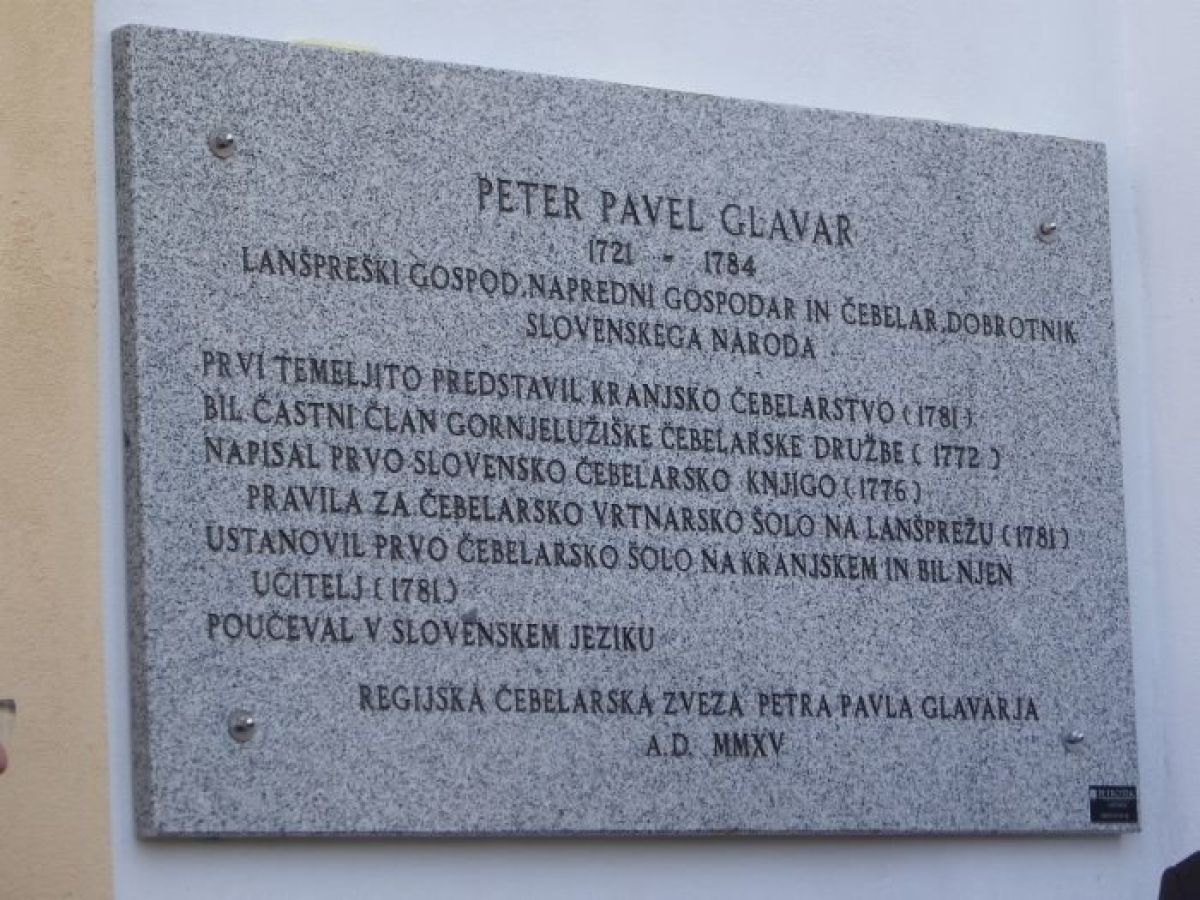 PETER PAVEL GLAVAR
1721 - 1784
LANŠPREŠKI GOSPOD, NAPREDNI GOSPODAR IN ČEBELAR, DOBROTNIK
SLOVENSKEGA NARODA
PRVI TEMELJITO PREDSTAVIL KRANJSKO ČEBELARSTVO (1781)
BIL ČASTNI ČLAN GORNJELUŽIŠKE ČEBELARSKE DRUŽBE (1772)
NAPISAL PRVO SLOVENSKO ČEBELARSKO KNJIGO (1776)
PRAVILA ZA ČEBELARSKO VRTNARSKO ŠOLO NA LANŠPREŽU (1781)
USTANOVIL PRVO ČEBELARSKO ŠOLO NA KRANJSKEM IN BIL NJEN
UČITELJ (1781)
POUČEVAL V SLOVENSKEM JEZIKU
REGIJSKA ČEBELARSKA ZVEZA PETRA PAVLA GLAVARJA
A.D. MMXV